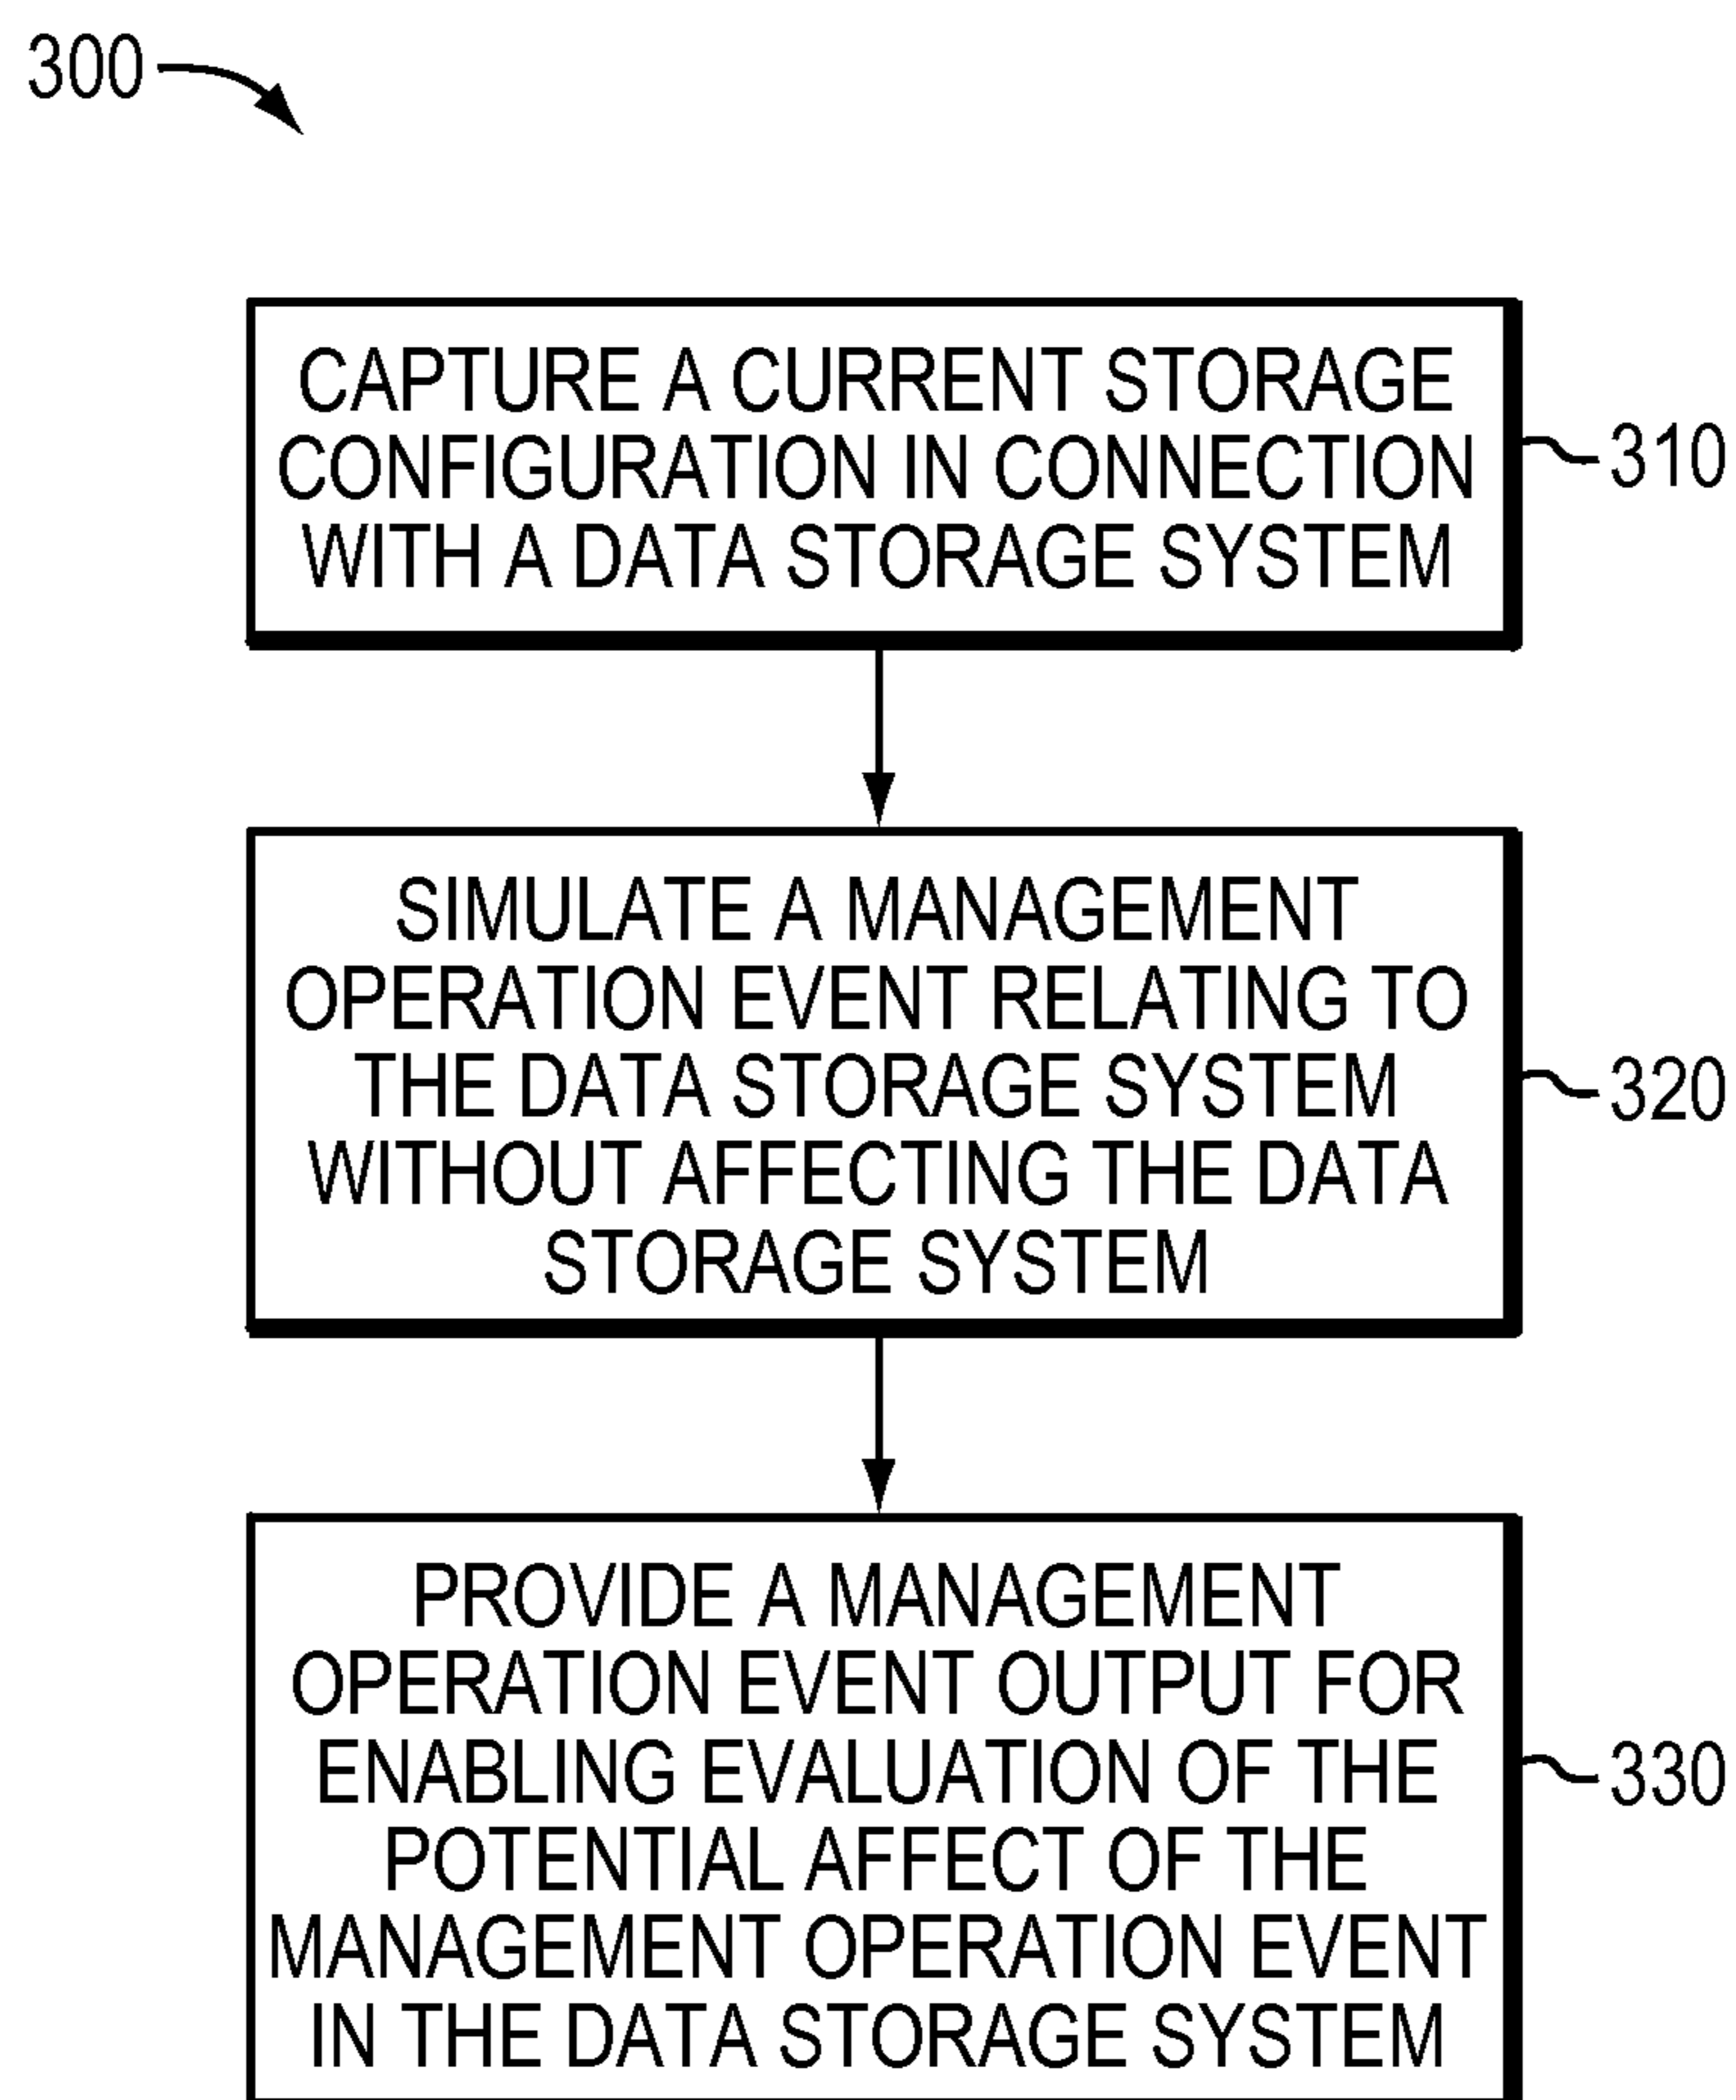 300
CAPTURE A CURRENT STORAGE
CONFIGURATION IN CONNECTION
WITH A DATA STORAGE SYSTEM
310
SIMULATE A MANAGEMENT
OPERATION EVENT RELATING TO
THE DATA STORAGE SYSTEM
WITHOUT AFFECTING THE DATA
STORAGE SYSTEM
320
PROVIDE A MANAGEMENT
OPERATION EVENT OUTPUT FOR
ENABLING EVALUATION OF THE
POTENTIAL AFFECT OF THE
MANAGEMENT OPERATION EVENT
IN THE DATA STORAGE SYSTEM
330